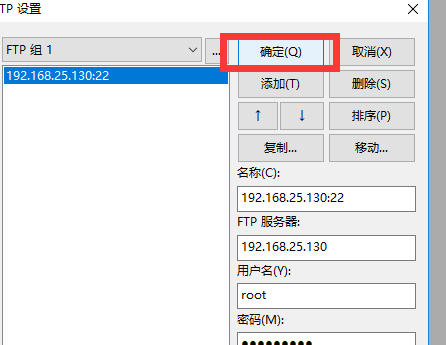 TP 设置
FTP 组 1
...
确定(Q)
取消(X)
192.168.25.130:22
添加(T)
删除(S)
↑
↓
排序(P)
复制...
移动...
名称(C):
192.168.25.130:22
FTP 服务器:
192.168.25.130
用户名(Y):
root
密码(M):
●●●●●●●●●